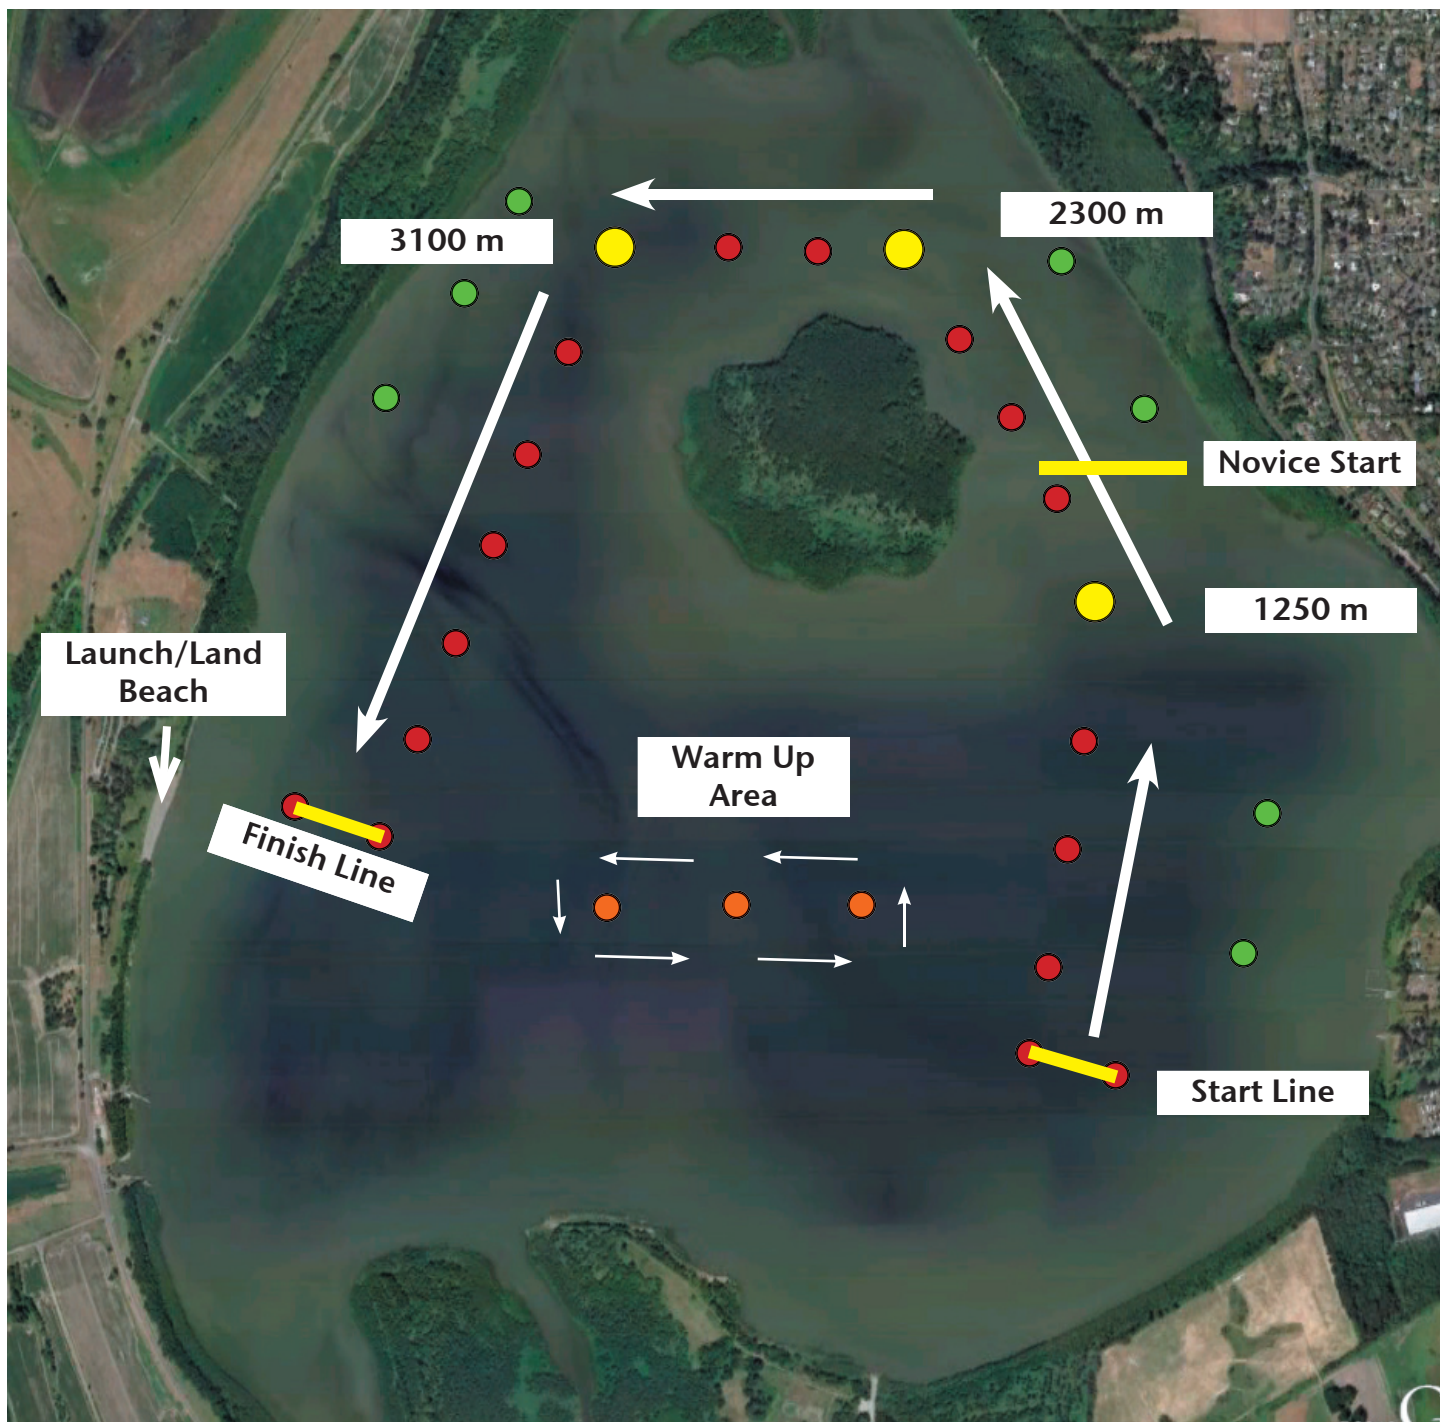 2300 m
3100 m
Novice Start
1250 m
Launch/Land
Beach
Warm Up
Area
Finish Line
Start Line